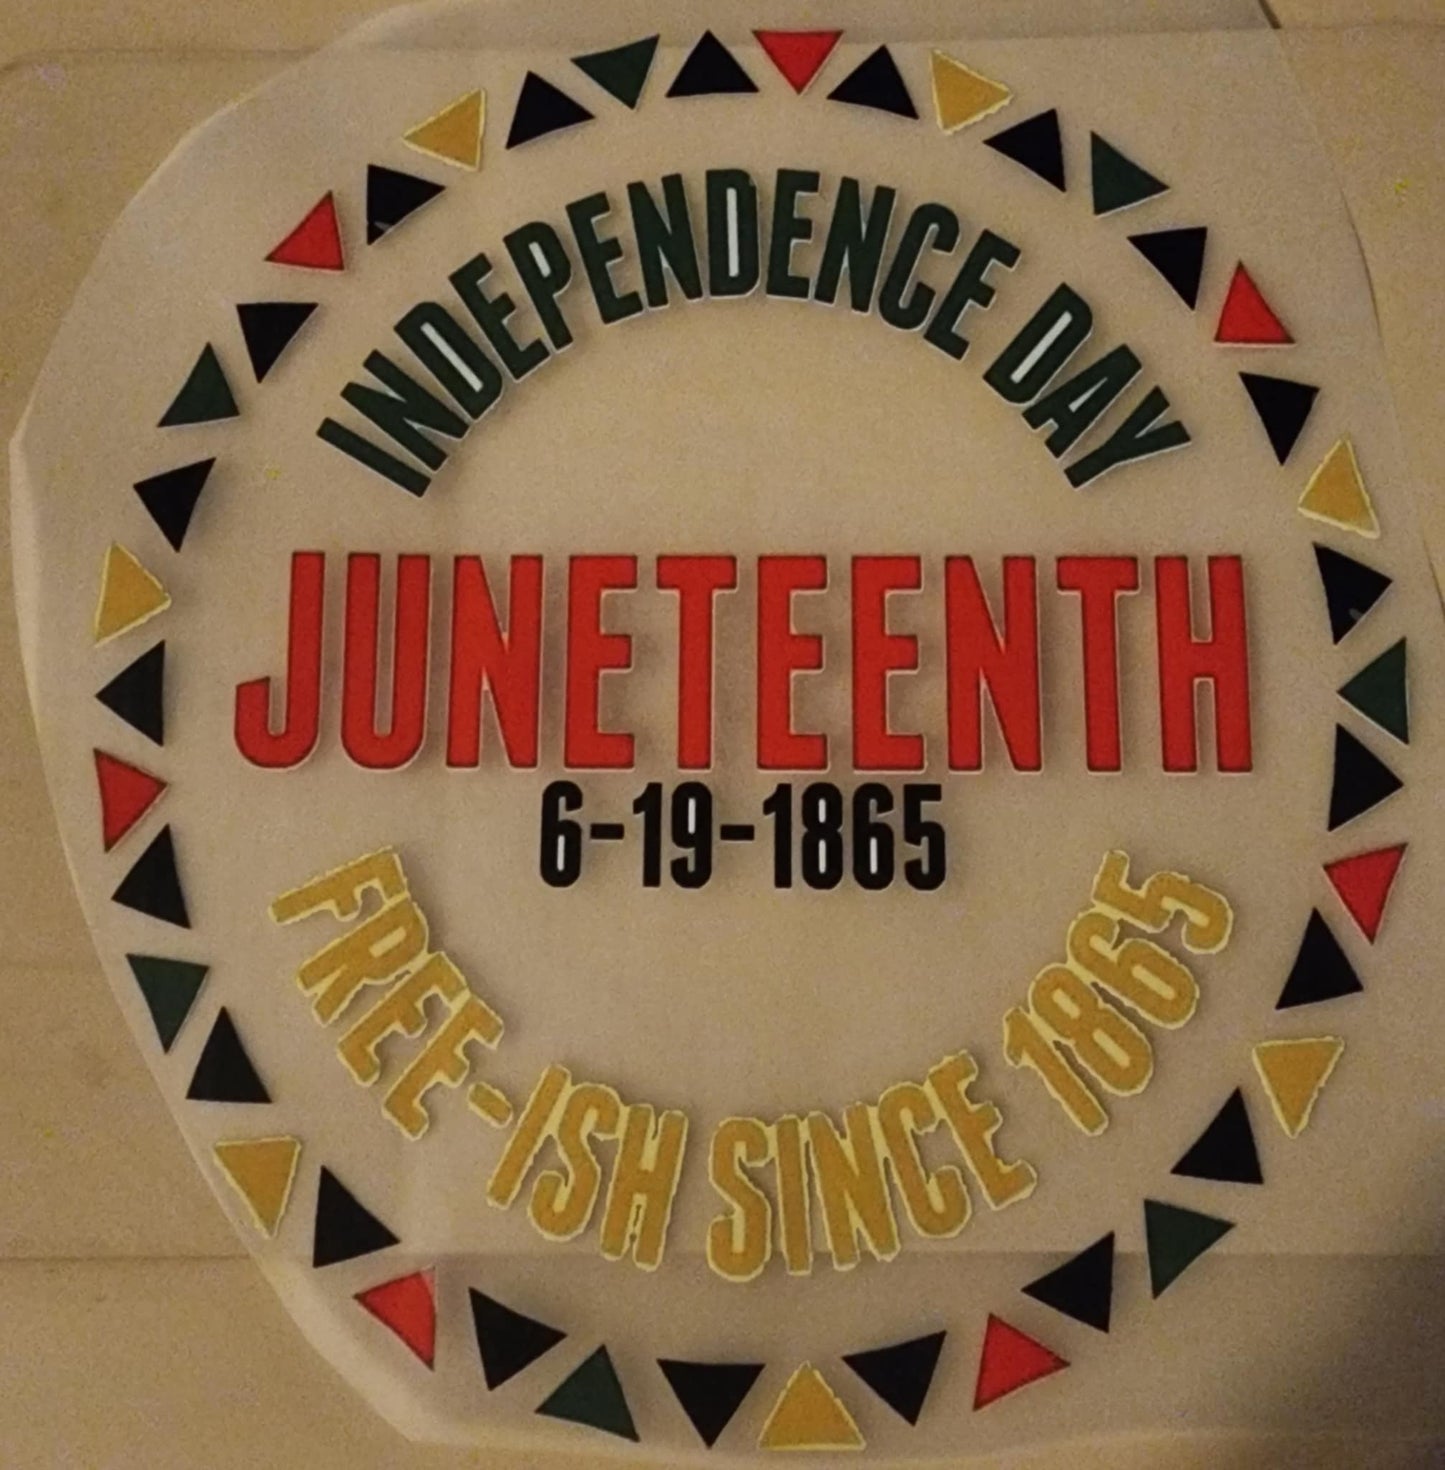 INDEPENDENCE DAY
JUNETEENTH
6-19-1865
FREE-ISH SINCE 1865